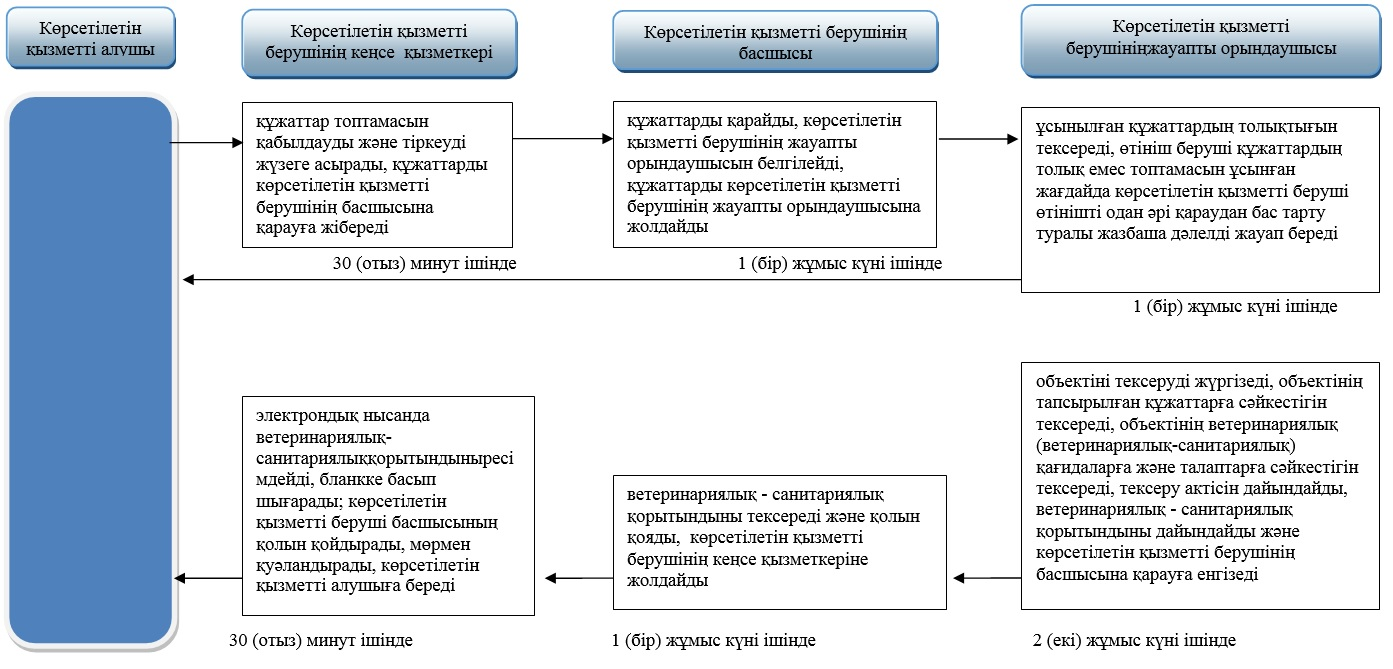 Көрсетілетін
қызметті алушы
Көрсетілетін қызметті
берушінің кеңсе қызметкері
Көрсетілетін қызметті берушінің
басшысы
Көрсетілетін қызметті
берушініңжауапты орындаушысы
құжаттар топтамасын
қабылдауды және тіркеуді
жүзеге асырады, құжаттарды
көрсетілетін қызметті
берушінің басшысына
қарауға жібереді
30 (отыз) минут ішінде
құжаттарды қарайды, көрсетілетін
қызметті берушінің жауапты
орындаушысын белгілейді,
құжаттарды көрсетілетін қызметті
берушінің жауапты орындаушысына
жолдайды
1 (бір) жұмыс күні ішінде
ұсынылған құжаттардың толықтығын
тексереді, өтініш беруші құжаттардың
толық емес топтамасын ұсынған
жағдайда көрсетілетін қызметті беруші
өтінішті одан әрі қараудан бас тарту
туралы жазбаша дәлелді жауап береді
1 (бір) жұмыс күні ішінде
электрондық нысанда
ветеринариялық-
санитариялыққорытындыныресі
мдейді, бланкке басып
шығарады; көрсетілетін
қызметті беруші басшысының
қолын қойдырады, мөрмен
қуәландырады, көрсетілетін
қызметті алушыға береді
30 (отыз) минут ішінде
ветеринариялық - санитариялық
қорытындыны тексереді және қолын
қояды, көрсетілетін қызметті
берушінің кеңсе қызметкеріне
жолдайды
1 (бір) жұмыс күні ішінде
объектіні тексеруді жүргізеді, объектінің
тапсырылған құжаттарға сәйкестігін
тексереді, объектінің ветеринариялық
(ветеринариялық-санитариялық)
қағидаларға және талаптарға сәйкестігін
тексереді, тексеру актісін дайындайды,
ветеринариялық - санитариялық
қорытындыны дайындайды және
көрсетілетін қызметті берушінің
басшысына қарауға енгізеді
2 (екі) жұмыс күні ішінде